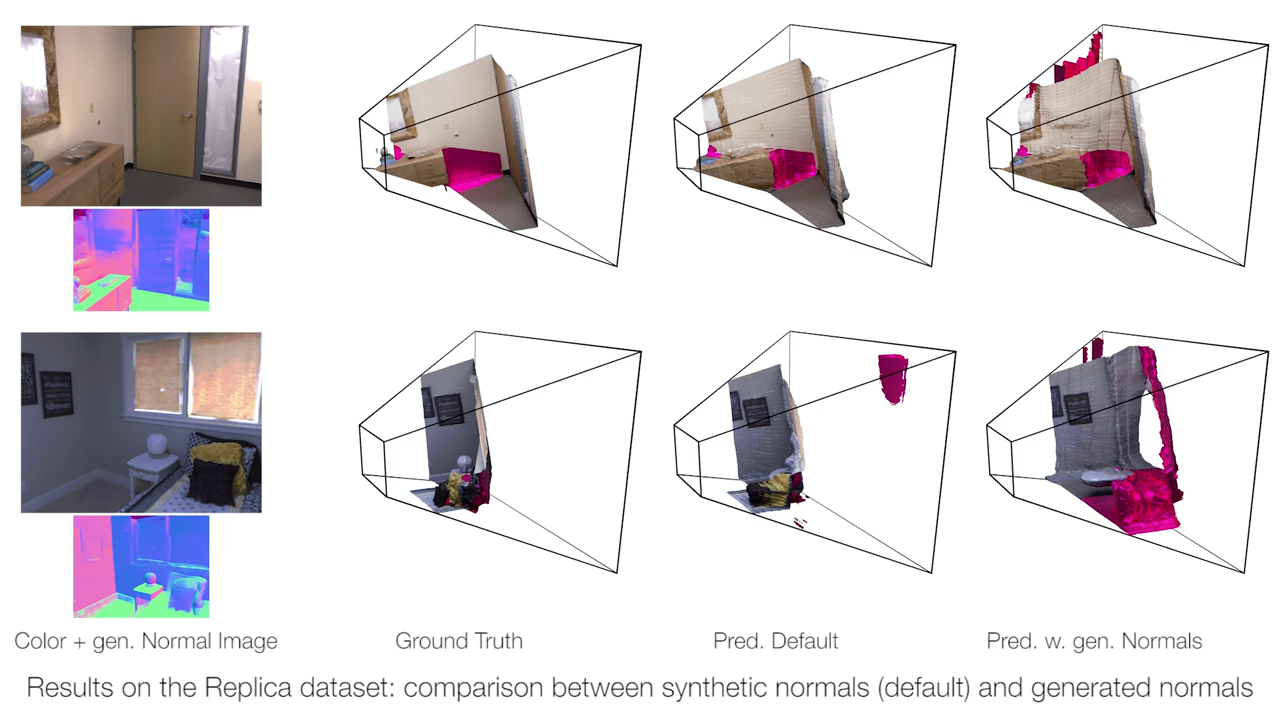 Color + gen. Normal Image
Ground Truth
Pred. Default
Pred. w. gen. Normals
Results on the Replica dataset: comparison between synthetic normals (default) and generated normals